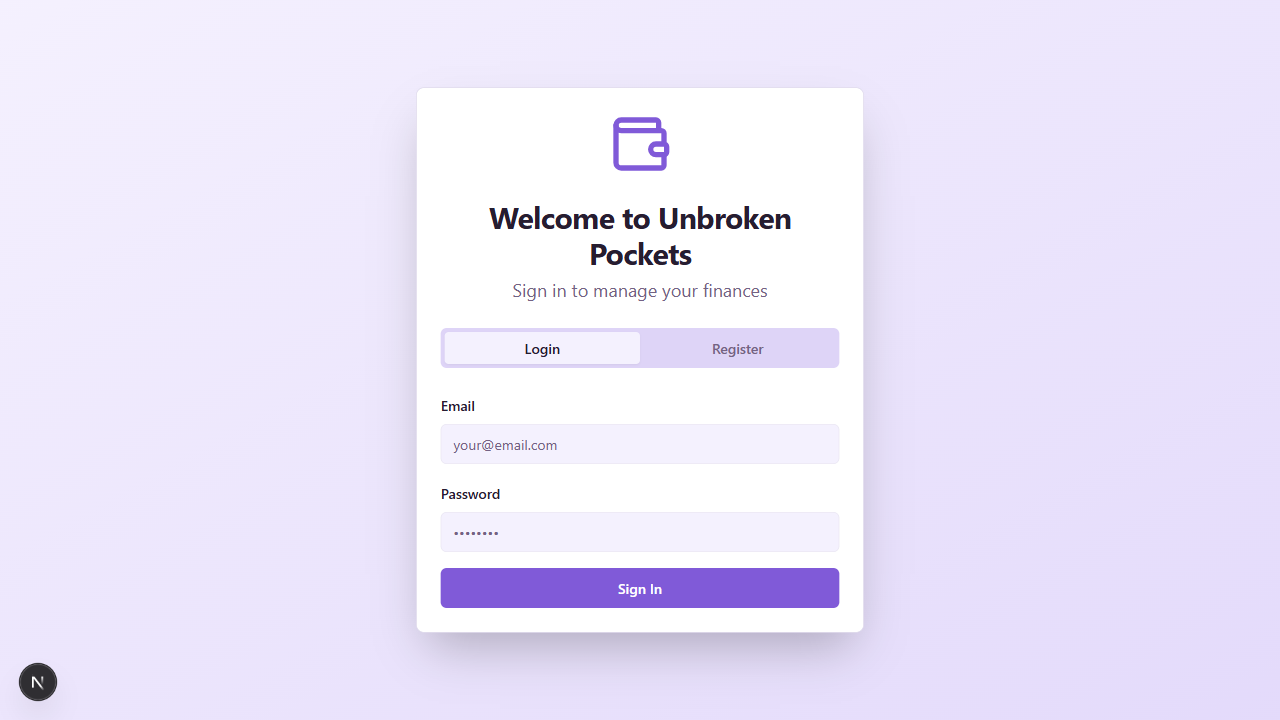 Welcome to Unbroken
Pockets
Sign in to manage your finances
Login
Register
Email
your@email.com
Password
••••••••
Sign In
N